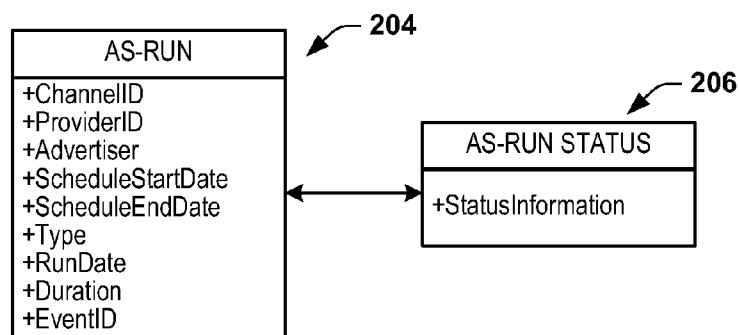 204
AS-RUN
+ChannelID
+ProviderID
+Advertiser
+ScheduleStartDate
+ScheduleEndDate
+Type
+RunDate
+Duration
+EventID
206
AS-RUN STATUS
+StatusInformation